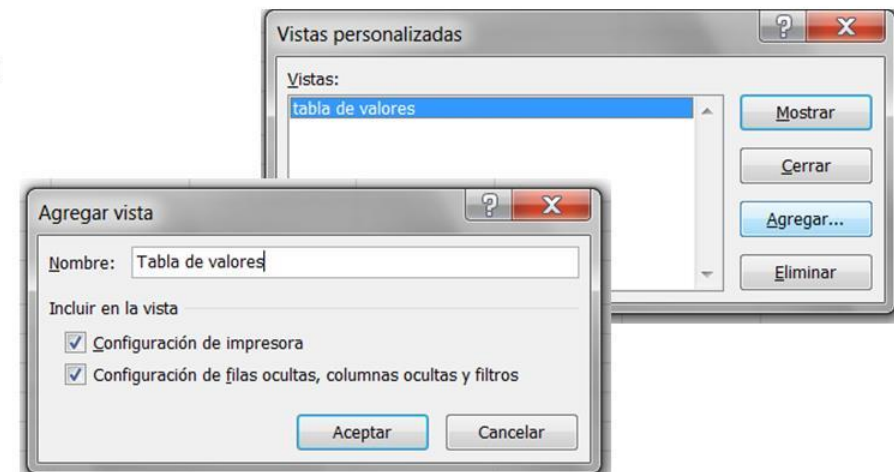 Vistas personalizadas
Vistas:
tabla de valores
Mostrar
Cerrar
Agregar...
Eliminar
Agregar vista
Nombre: Tabla de valores
Incluir en la vista
Configuración de impresora
Configuración de filas ocultas, columnas ocultas y filtros
Aceptar
Cancelar